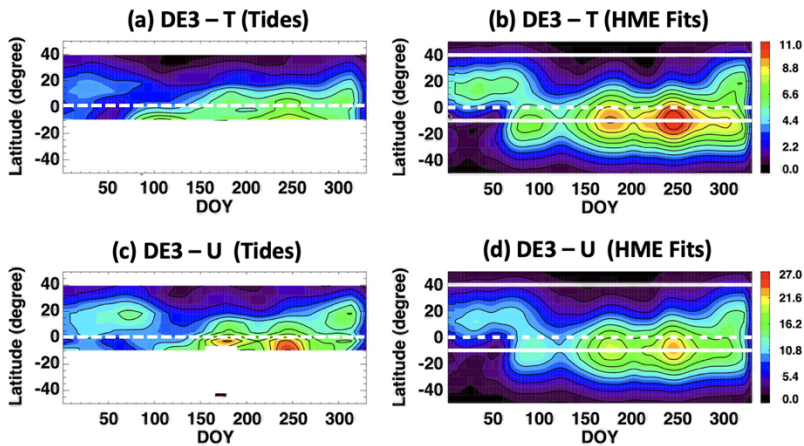 (a) DE3 – T (Tides)
(b) DE3 – T (HME Fits)
Latitude (degree)
40
20
0
-20
-40
50 100 150 200 250 300
DOY
Latitude (degree)
40
20
0
-20
-40
50 100 150 200 250 300
DOY
11.0
8.8
6.6
4.4
2.2
0.0
(c) DE3 – U (Tides)
(d) DE3 – U (HME Fits)
Latitude (degree)
40
20
0
-20
-40
50 100 150 200 250 300
DOY
Latitude (degree)
40
20
0
-20
-40
50 100 150 200 250 300
DOY
27.0
21.6
16.2
10.8
5.4
0.0